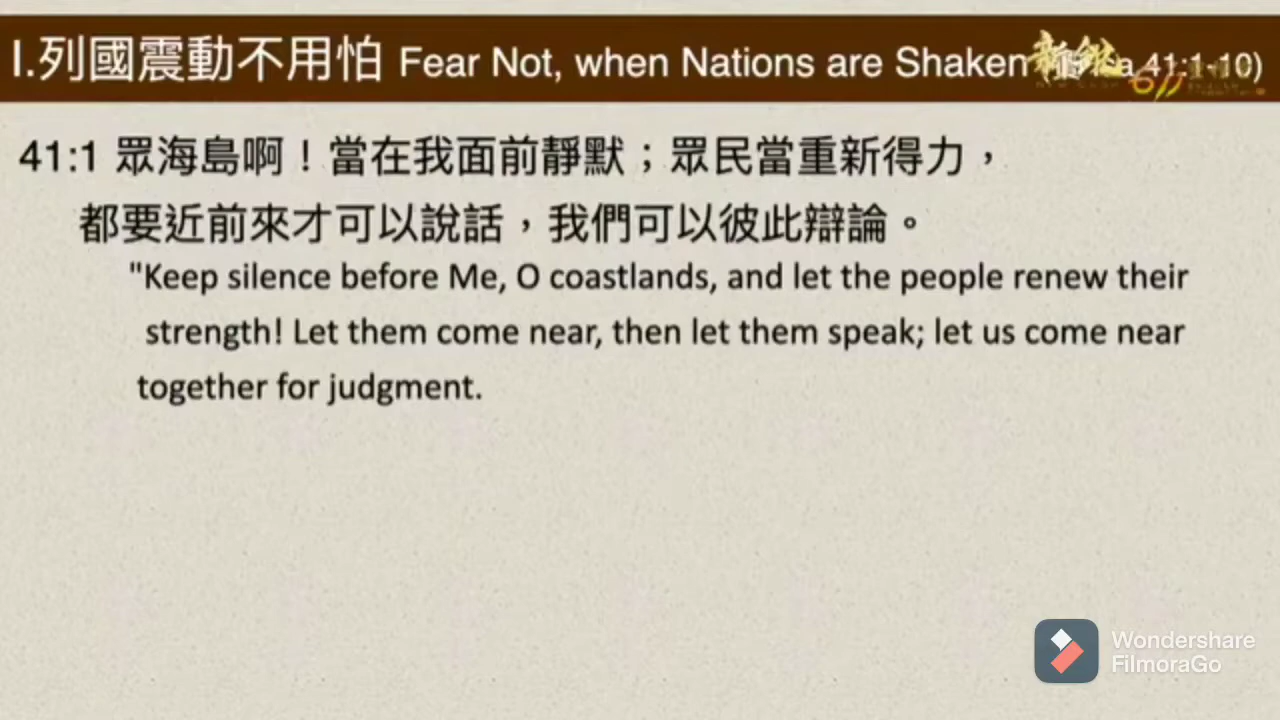 I.列國震動不用怕 Fear Not, when Nations are Shaken 41:1-10)
41:1 眾海島啊！當在我面前靜默；眾民當重新得力，
都要近前來才可以說話，我們可以彼此辯論。
"Keep silence before Me, O coastlands, and let the people renew their
strength! Let them come near, then let them speak; let us come near
together for judgment.
Wondershare
FilmoraGo